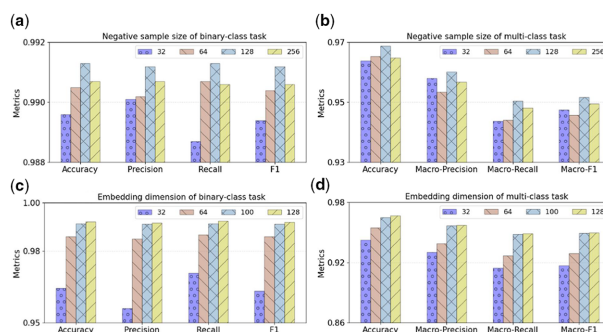 (a)
Negative sample size of binary-class task
0.992
0.990
0.988
Metrics
32 64 128 256
Accuracy Precision Recall F1
(b)
Negative sample size of multi-class task
0.97
0.95
0.93
Metrics
32 64 128 256
Accuracy Macro-Precision Macro-Recall Macro-F1
(c)
Embedding dimension of binary-class task
1.00
0.98
0.95
Metrics
32 64 100 128
Accuracy Precision Recall F1
(d)
Embedding dimension of multi-class task
0.98
0.92
0.86
Metrics
32 64 100 128
Accuracy Macro-Precision Macro-Recall Macro-F1